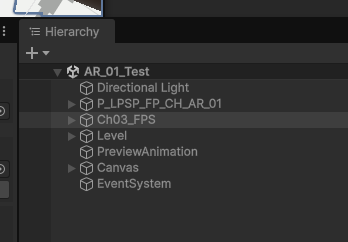 Hierarchy
AR_01_Test
Directional Light
P_LPSP_FP_CH_AR_01
Ch03_FPS
Level
PreviewAnimation
Canvas
EventSystem